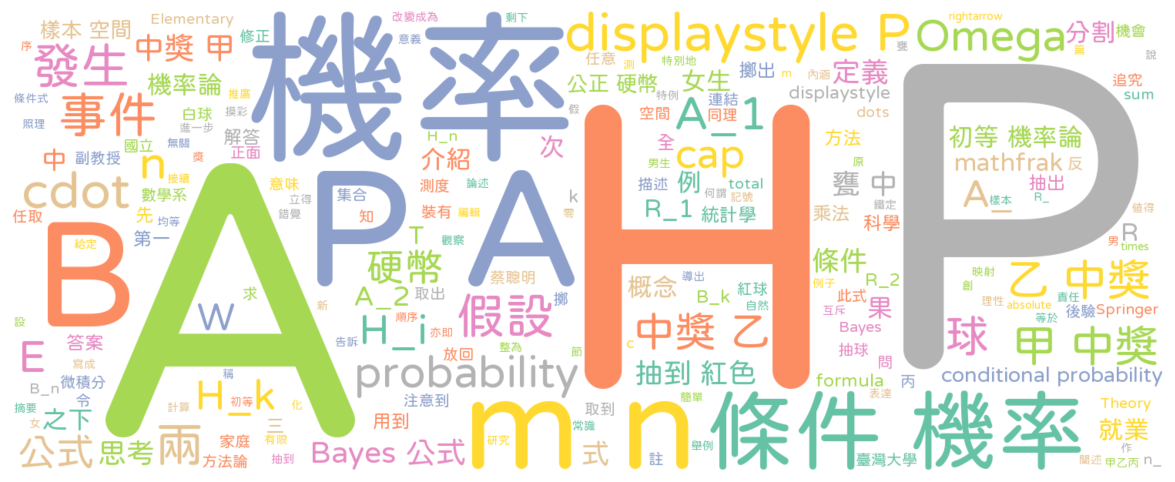 改變成為 剩下 rightarrow
序 樣本 空間 Elementary 中獎 甲 修正 意義 機率 displaystyle P Omega 分割 機會
發生 機率論 任意 測 特別地 甕 篇 說
公正 硬幣 女生 擲出 m 內涵 定義 追究
條件式 事件 推廣 白球 摸彩 特例 空間 連結 displaystyle sum
照理 進一步 解答 H_n 假 A_1 同理 dots 初等 機率論
中 副教授 國立 無關 獎 正面 介紹 次 全 cap 方法 mathfrak 反
cdot n 數學系 接續 意味 集合 測度 論述 k 男生 描述 例 total 原 甕 中 A_ 樣本 抽出 R_
任取 先 均等 立得 錯覺 知 裝有 編輯 零 R_1 何謂 記號 統計學 乘法 鐵定 科學 R 值得
B 給定 第一 P A H P 男 times
T 觀察 硬幣 蔡聰明 概念 導出 條件 映射 乙 中獎
W 求 新 A_2 取出 擲 B_k 紅球 自然 例子 R_2 創 理性 absolute 責任
設 A 告訴 順序 亦即 假設 中獎 乙 此式 互斥 果 等於 後驗 Springer
E 答案 H_i 放回 整為 節 c Bayes 抽球 問 球 甲 中獎
寫成 稱 probability 抽到 紅色 丙 conditional probability
B_n 微積分 令 H_k 初等 化 注意到 取到 簡單 formula 表達
摘要 女 之下 計算 三 用到 m n 常識 條件 機率 Theory 就業
公式 思考 兩 家庭 方法論 有限 抽到 Bayes 公式 研究 式 註 舉例 臺灣大學 作 闡述 甲乙丙 n_